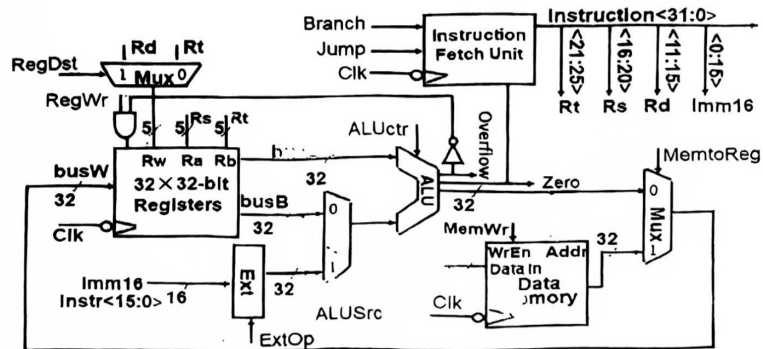 Instruction<31:0>
Branch
Jump
Clk
Instruction
Fetch Unit
<21:25>
<16:20>
<11:15>
<0:15>
Rt
Rs
Rd
Imm16
Rd
Rt
RegDst
1 Mux 0
RegWr
5
5
Rs
5
Rt
ALUctr
Overflow
MemtoReg
Rw Ra Rb
busW
32
32 × 32-bit
Registers
Clk
32
busB
32
0
1
ALU
32
Zero
0
Mux
1
MemWr
WrEn Addr
Data In
Data
32
Clk
Imm16
Instr<15:0>
16
Ext
32
ALUSrc
ExtOp